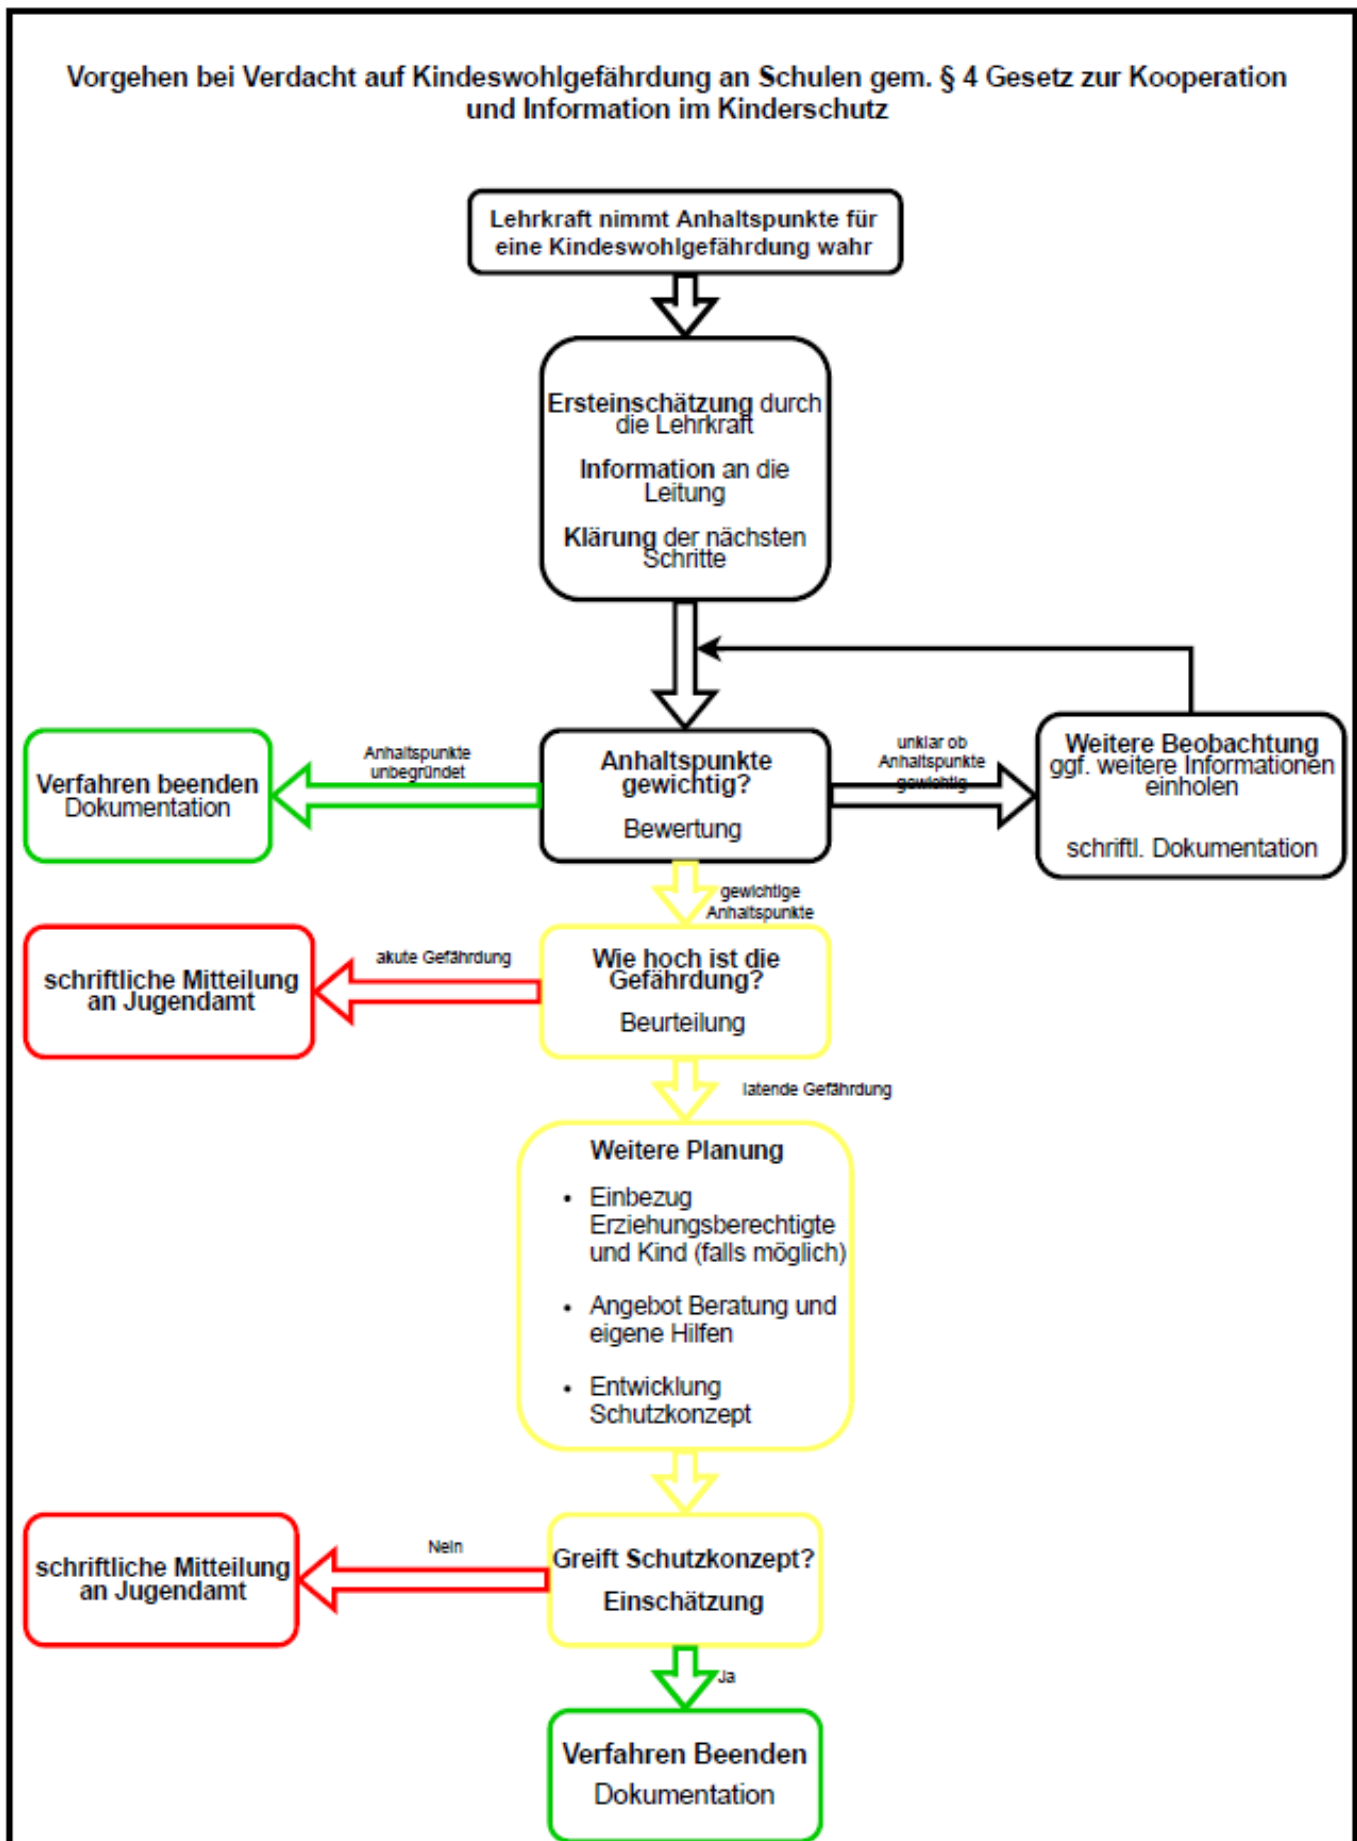 Vorgehen bei Verdacht auf Kindeswohlgefährdung an Schulen gem. § 4 Gesetz zur Kooperation
und Information im Kinderschutz
Lehrkraft nimmt Anhaltspunkte für
eine Kindeswohlgefährdung wahr
Ersteinschätzung durch
die Lehrkraft
Information an die
Leitung
Klärung der nächsten
Schritte
Verfahren beenden
Dokumentation
Anhaltspunkte
unbegründet
Anhaltspunkte
gewichtig?
Bewertung
unklar ob
Anhaltspunkte
gewichtig
Weitere Beobachtung
ggf. weitere Informationen
einholen
schriftl. Dokumentation
gewichtige
Anhaltspunkte
schriftliche Mitteilung
an Jugendamt
akute Gefährdung
Wie hoch ist die
Gefährdung?
Beurteilung
latende Gefährdung
Weitere Planung
• Einbezug
Erziehungsberechtigte
und Kind (falls möglich)
• Angebot Beratung und
eigene Hilfen
• Entwicklung
Schutzkonzept
schriftliche Mitteilung
an Jugendamt
Nein
Greift Schutzkonzept?
Einschätzung
Ja
Verfahren Beenden
Dokumentation